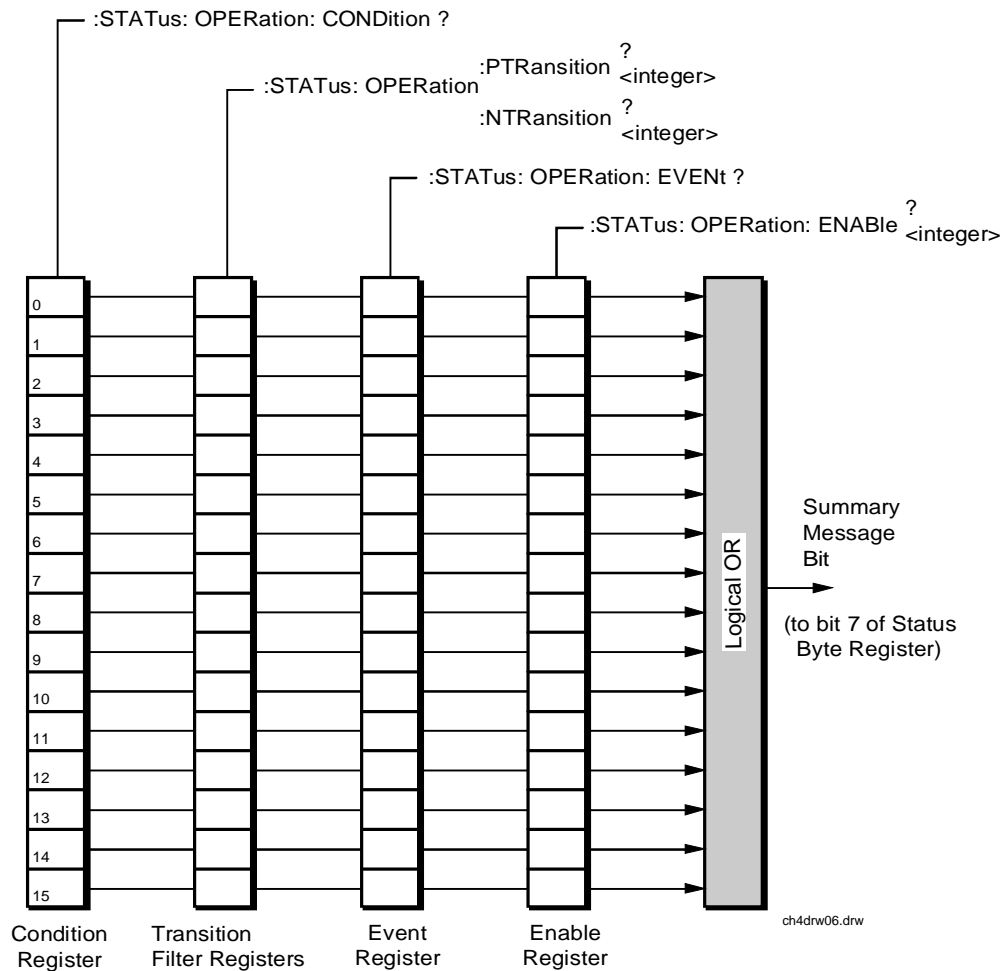 :STATus: OPERation: CONDition ?
:STATus: OPERation
:PTRansition ?
<integer>
:NTRansition ?
<integer>
:STATus: OPERation: EVENt ?
:STATus: OPERation: ENABle ?
<integer>
0
1
2
3
4
5
6
7
8
9
10
11
12
13
14
15
Logical OR
Summary
Message
Bit
(to bit 7 of Status
Byte Register)
ch4drw06.drw
Condition
Register
Transition
Filter Registers
Event
Register
Enable
Register